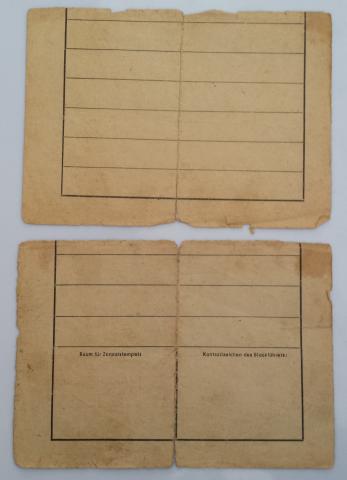 Raum für Zensurstempel:
Kontrollzeichen des Blockführers: